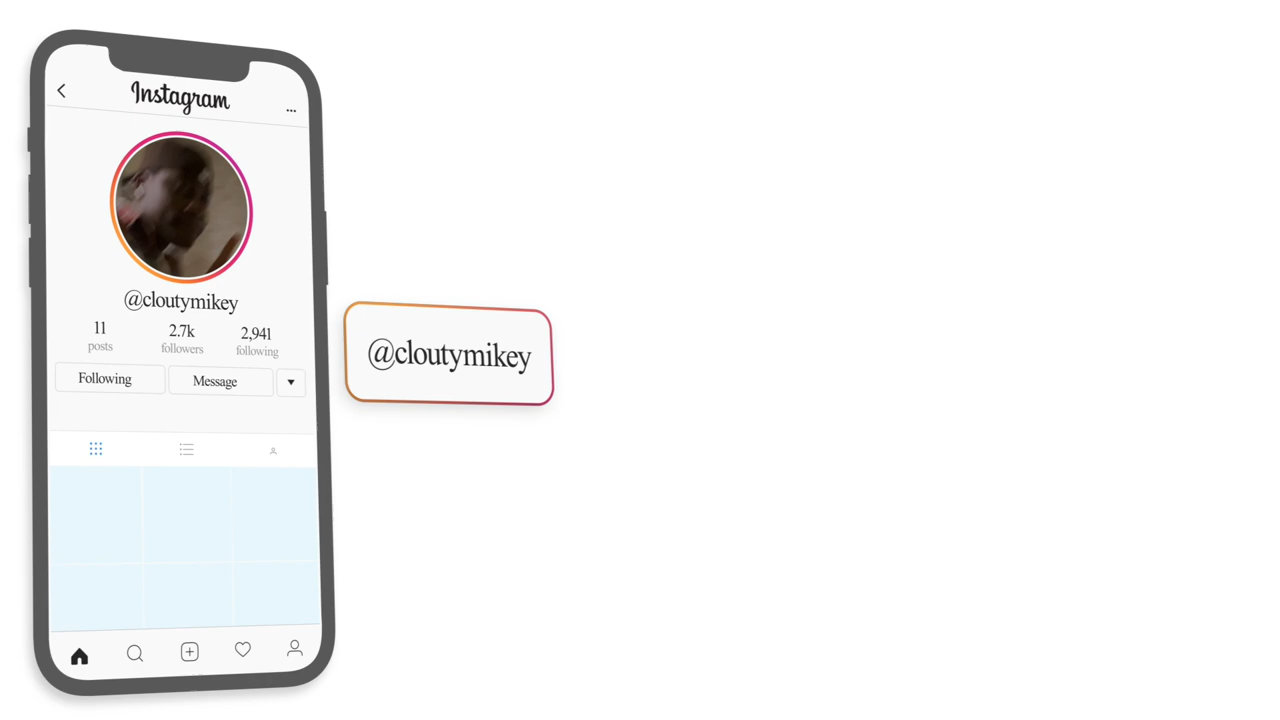 Instagram
...
@cloutymikey
11 2.7k 2,941
posts followers following
Following Message
@cloutymikey